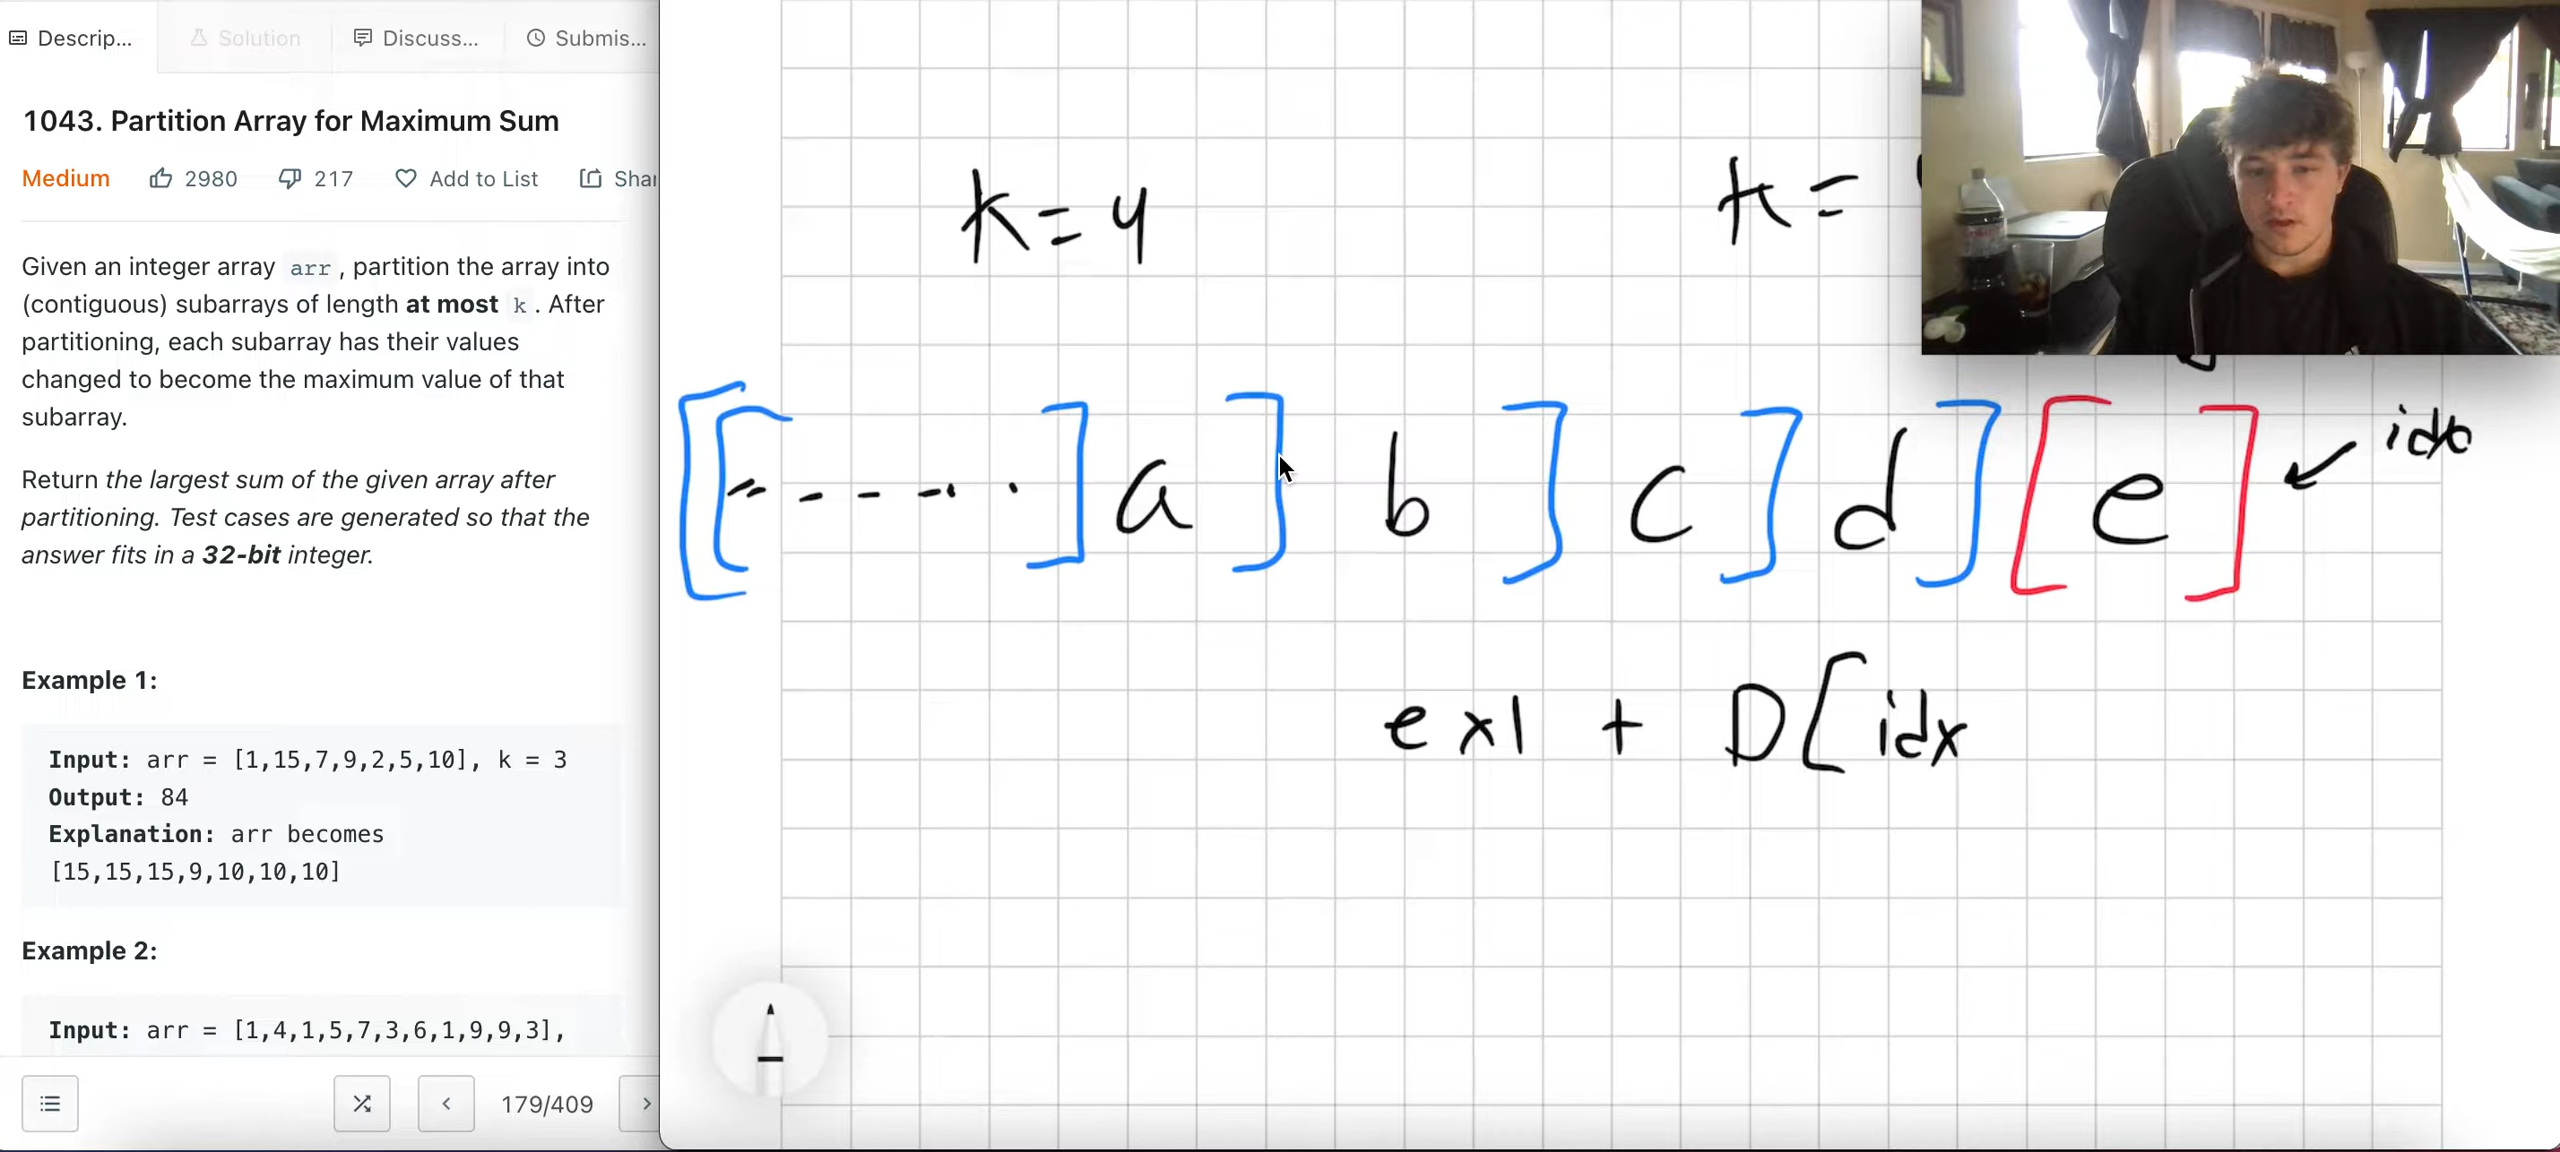 Descrip...
Solution
Discuss...
Submis...
1043. Partition Array for Maximum Sum
Medium 2980 217 Add to List Shar
Given an integer array arr , partition the array into
(contiguous) subarrays of length at most k . After
partitioning, each subarray has their values
changed to become the maximum value of that
subarray.
Return the largest sum of the given array after
partitioning. Test cases are generated so that the
answer fits in a 32-bit integer.
Example 1:
Input: arr = [1,15,7,9,2,5,10], k = 3
Output: 84
Explanation: arr becomes
[15,15,15,9,10,10,10]
Example 2:
Input: arr = [1,4,1,5,7,3,6,1,9,9,3],
179/409
k = 4
k =
[[- - - - - ·] a ] b ] c ] d ] [ e ]
idx
e x 1 + D[idx